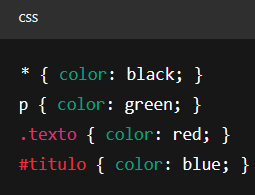 css
* { color: black; }
p { color: green; }
.texto { color: red; }
#titulo { color: blue; }